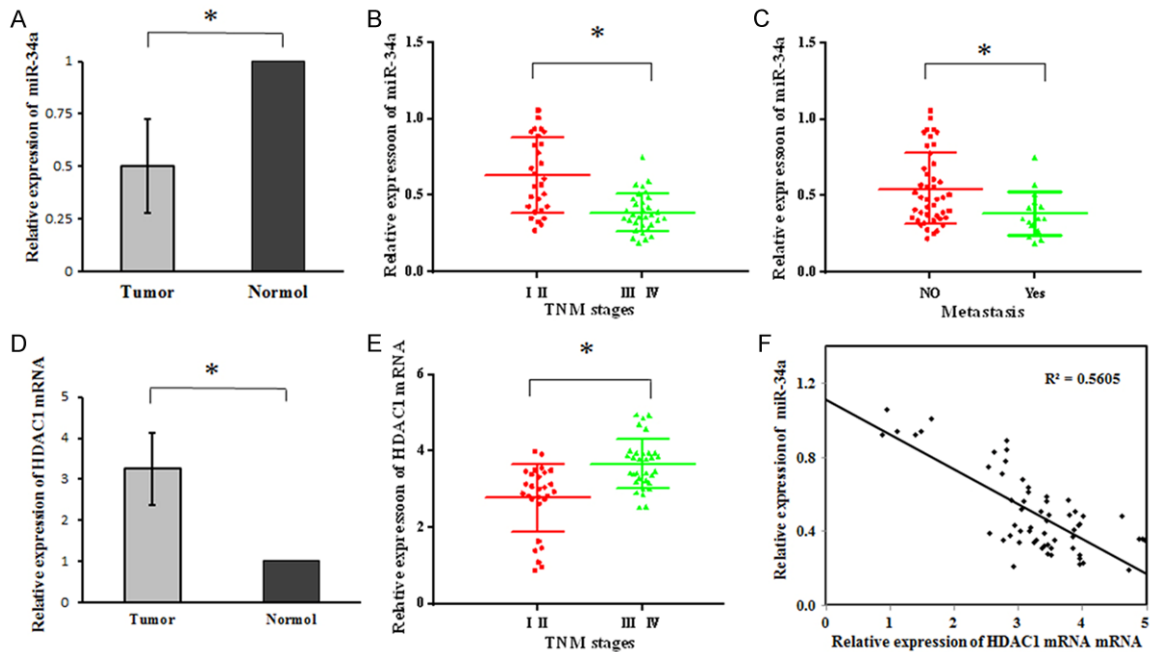 A
*
Relative expression of miR-34a
1
0.75
0.5
0.25
0
Tumor Normol
B
*
Relative expressoon of miR-34a
1.5
1.0
0.5
0.0
I II III IV
TNM stages
C
*
Relative expressoon of miR-34a
1.5
1.0
0.5
0.0
NO Yes
Metastasis
D
*
Relative expression of HDAC1 mRNA
5
4
3
2
1
0
Tumor Normol
E
*
Relative expressoon of HDAC1 mRNA
6
4
2
0
I II III IV
TNM stages
F
Relative expression of miR-34a
R² = 0.5605
1.2
0.8
0.4
0.0
0 1 2 3 4 5
Relative expression of HDAC1 mRNA mRNA